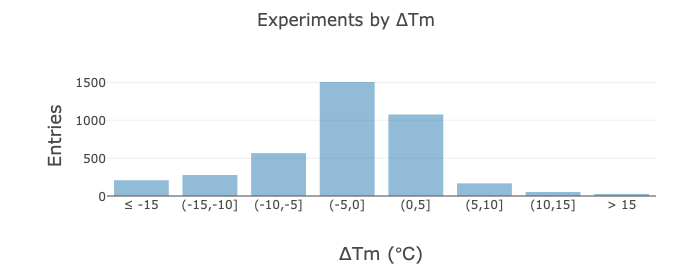 Experiments by ΔTm
Entries
1500
1000
500
0
≤ -15 (-15,-10] (-10,-5] (-5,0] (0,5] (5,10] (10,15] > 15
ΔTm (°C)